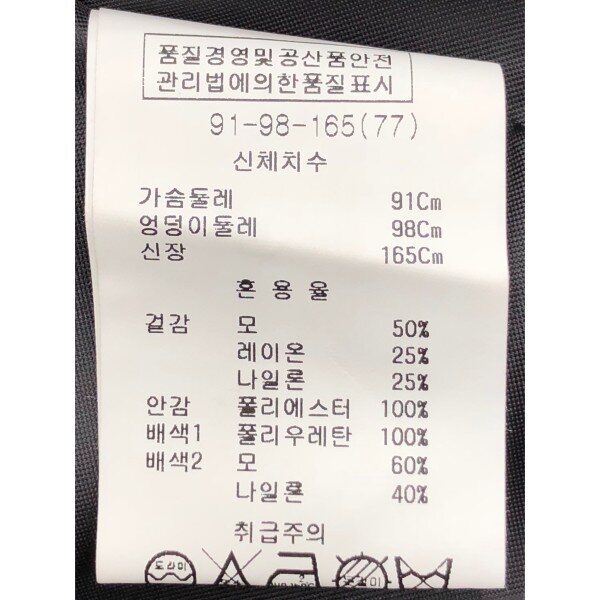 품질경영및공산품안전
관리법에의한품질표시
91-98-165(77)
신체치수
가슴둘레 91Cm
엉덩이둘레 98Cm
신장 165Cm
혼 용 율
겉감 모 50%
레이온 25%
나일론 25%
안감 폴리에스터 100%
배색1 폴리우레탄 100%
배색2 모 60%
나일론 40%
취급주의
드라이